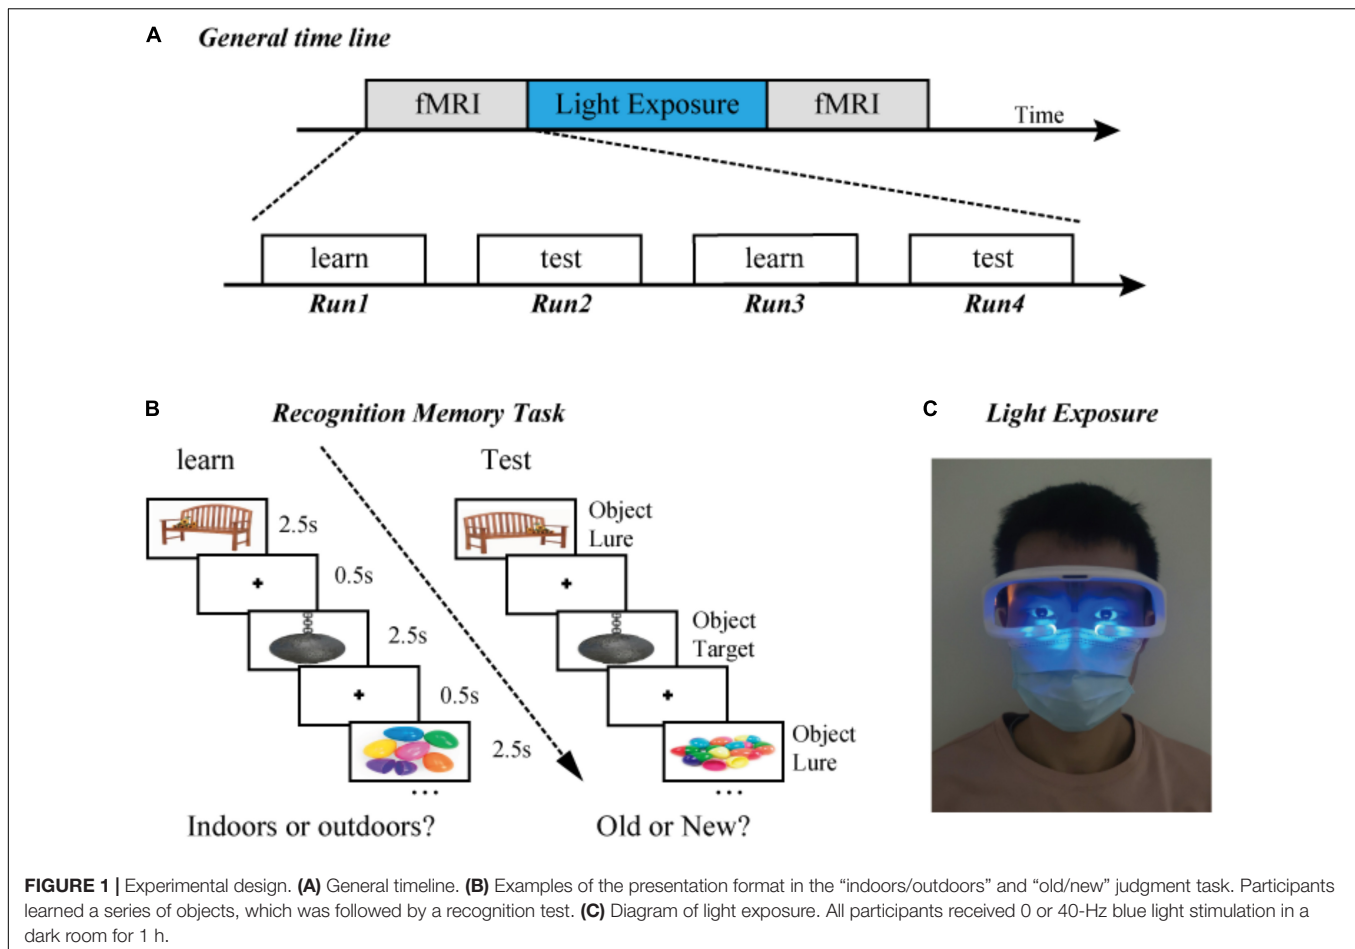 A General time line
fMRI Light Exposure fMRI
Time
learn test learn test
Run1 Run2 Run3 Run4
B Recognition Memory Task
learn Test
2.5s
0.5s
2.5s
0.5s
2.5s
...
Indoors or outdoors?
Object
Lure
Object
Target
Object
Lure
...
Old or New?
C Light Exposure
FIGURE 1 | Experimental design. (A) General timeline. (B) Examples of the presentation format in the “indoors/outdoors” and “old/new” judgment task. Participants
learned a series of objects, which was followed by a recognition test. (C) Diagram of light exposure. All participants received 0 or 40-Hz blue light stimulation in a
dark room for 1 h.